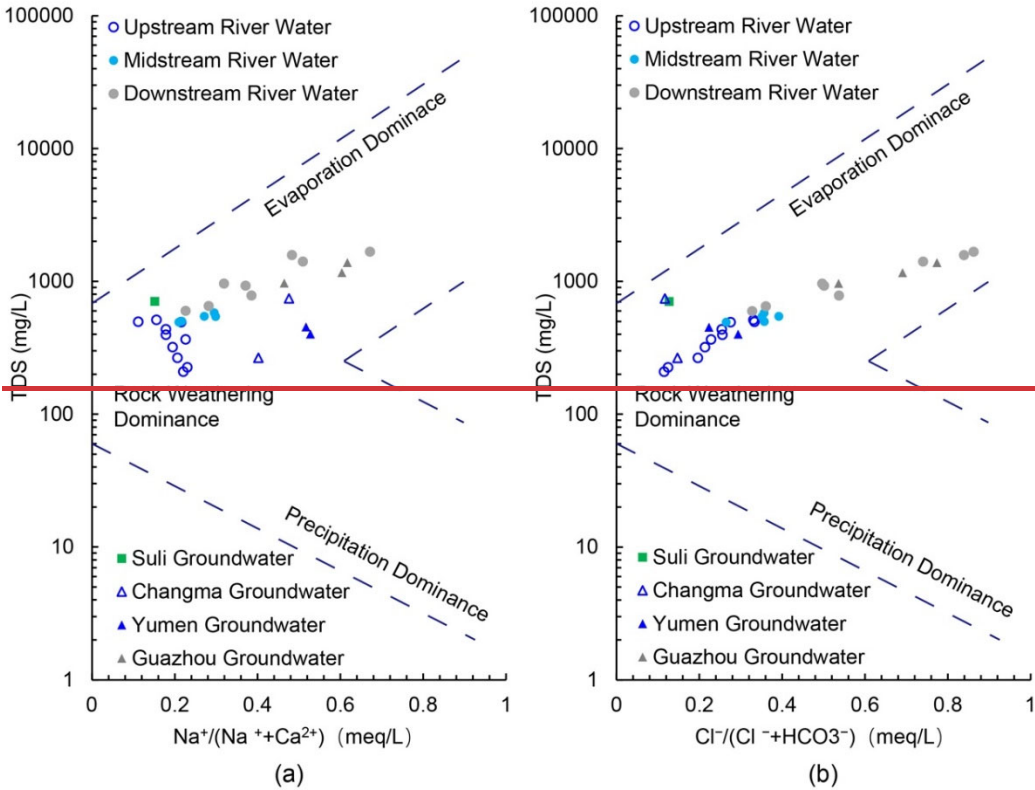 100000
10000
1000
100
10
1
TDS (mg/L)
Upstream River Water
Midstream River Water
Downstream River Water
Evaporation Dominace
Rock Weathering
Dominance
Precipitation Dominance
Suli Groundwater
Changma Groundwater
Yumen Groundwater
Guazhou Groundwater
0 0.2 0.4 0.6 0.8 1
Na⁺/(Na ⁺+Ca²⁺)（meq/L）
(a)
100000
10000
1000
100
10
1
TDS (mg/L)
Upstream River Water
Midstream River Water
Downstream River Water
Evaporation Dominace
Rock Weathering
Dominance
Precipitation Dominance
Suli Groundwater
Changma Groundwater
Yumen Groundwater
Guazhou Groundwater
0 0.2 0.4 0.6 0.8 1
Cl⁻/(Cl ⁻+HCO3⁻)（meq/L）
(b)